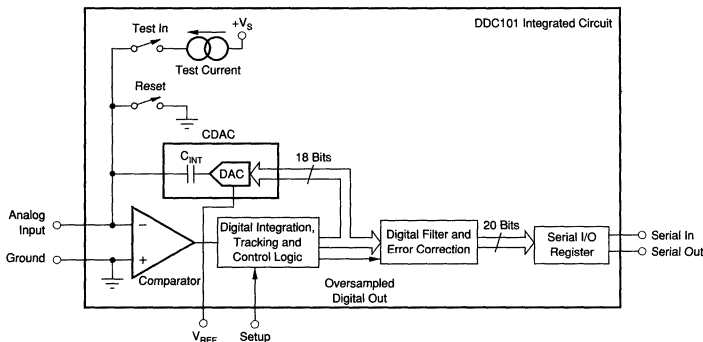 DDC101 Integrated Circuit
Test In
+VS
Test Current
Reset
CDAC
CINT
DAC
18 Bits
Analog
Input
Ground
Comparator
Digital Integration,
Tracking and
Control Logic
Oversampled
Digital Out
Digital Filter and
Error Correction
20 Bits
Serial I/O
Register
Serial In
Serial Out
VREF
Setup